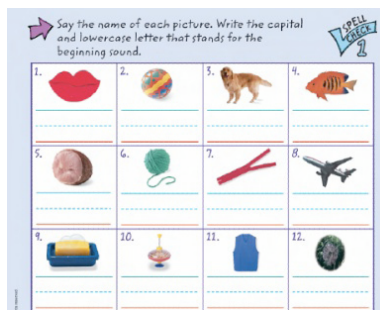 Say the name of each picture. Write the capital
and lowercase letter that stands for the
beginning sound.
SPELL
CHECK
1
1.
2.
3.
4.
5.
6.
7.
8.
9.
10.
11.
12.